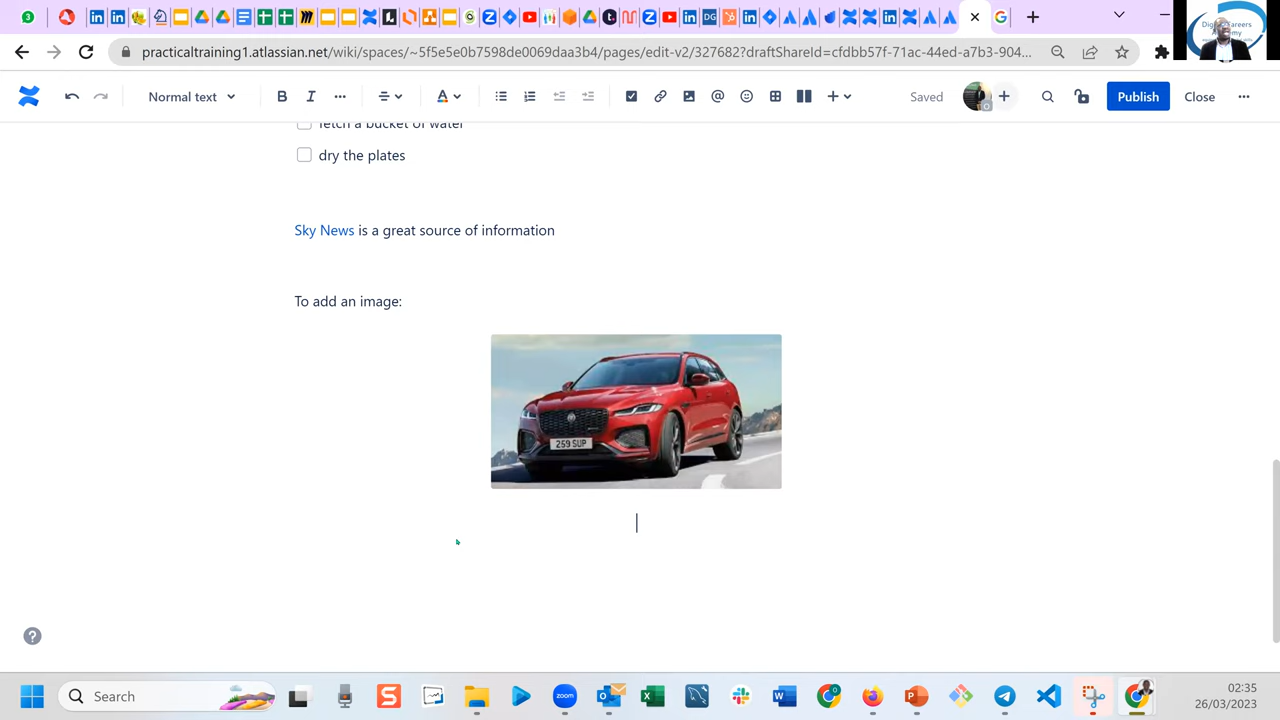 practicaltraining1.atlassian.net/wiki/spaces/~5f5e5e0b75980e0069daa3b4/pages/edit-v2/327682?draftShareId=cfdbb57f-71ac-44ed-a7b3-904...
Normal text
Saved
Publish
Close
fetch a bucket of water
dry the plates
Sky News is a great source of information
To add an image:
259 SUP
Search
02:35
26/03/2023